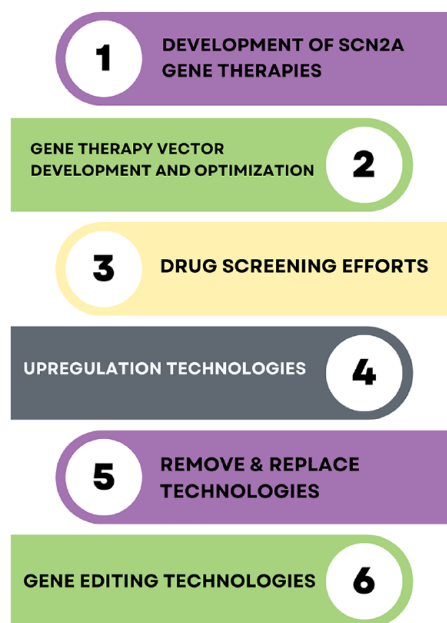 1
DEVELOPMENT OF SCN2A
GENE THERAPIES
GENE THERAPY VECTOR
DEVELOPMENT AND OPTIMIZATION
2
3
DRUG SCREENING EFFORTS
UPREGULATION TECHNOLOGIES
4
5
REMOVE & REPLACE
TECHNOLOGIES
GENE EDITING TECHNOLOGIES
6